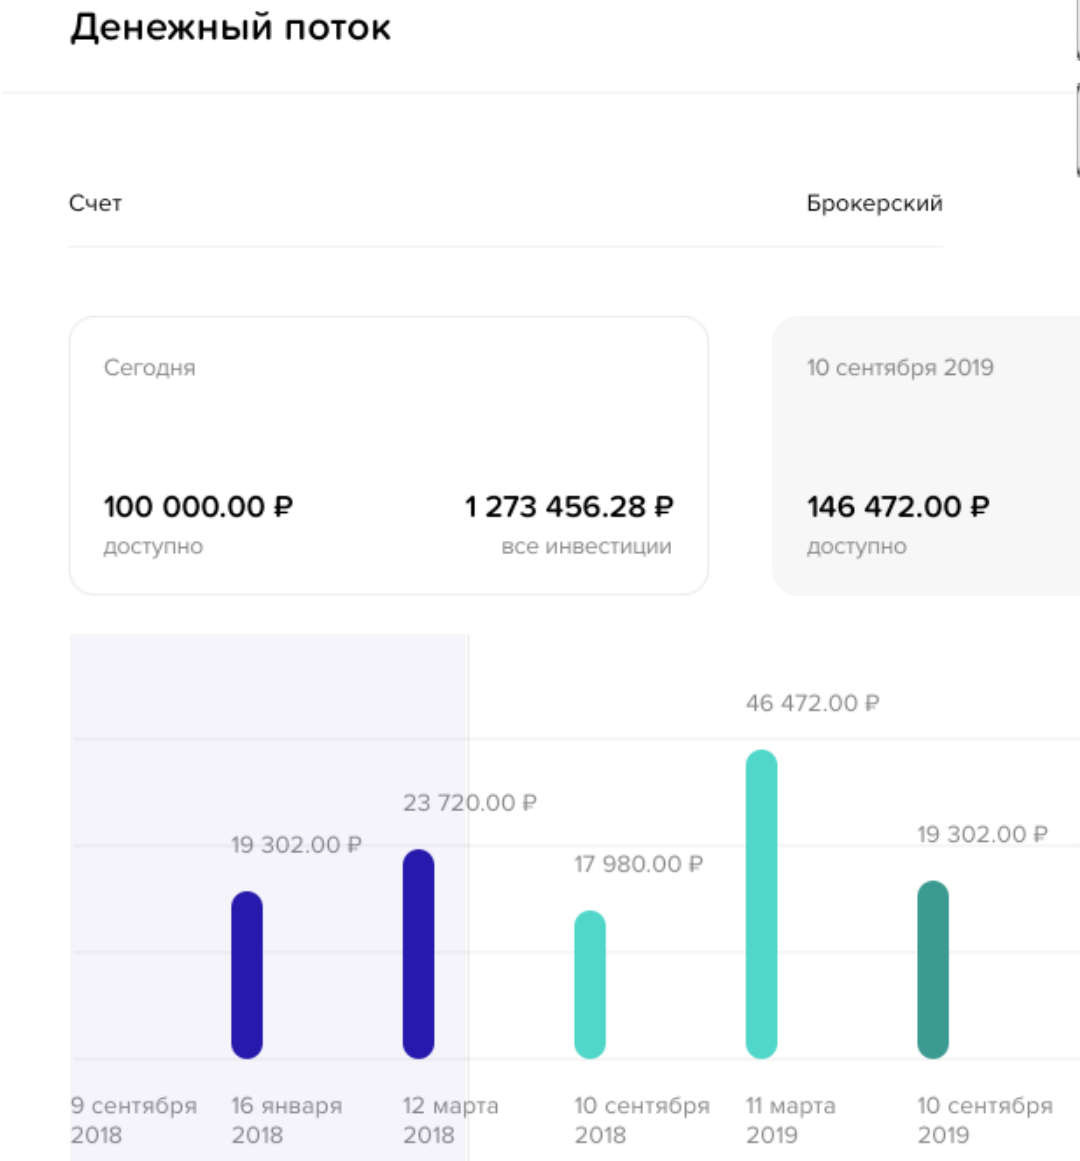 Денежный поток
Счет
Брокерский
Сегодня
100 000.00 ₽
доступно
1 273 456.28 ₽
все инвестиции
10 сентября 2019
146 472.00 ₽
доступно
46 472.00 ₽
23 720.00 ₽
19 302.00 ₽
19 302.00 ₽
17 980.00 ₽
9 сентября
2018
16 января
2018
12 марта
2018
10 сентября
2018
11 марта
2019
10 сентября
2019